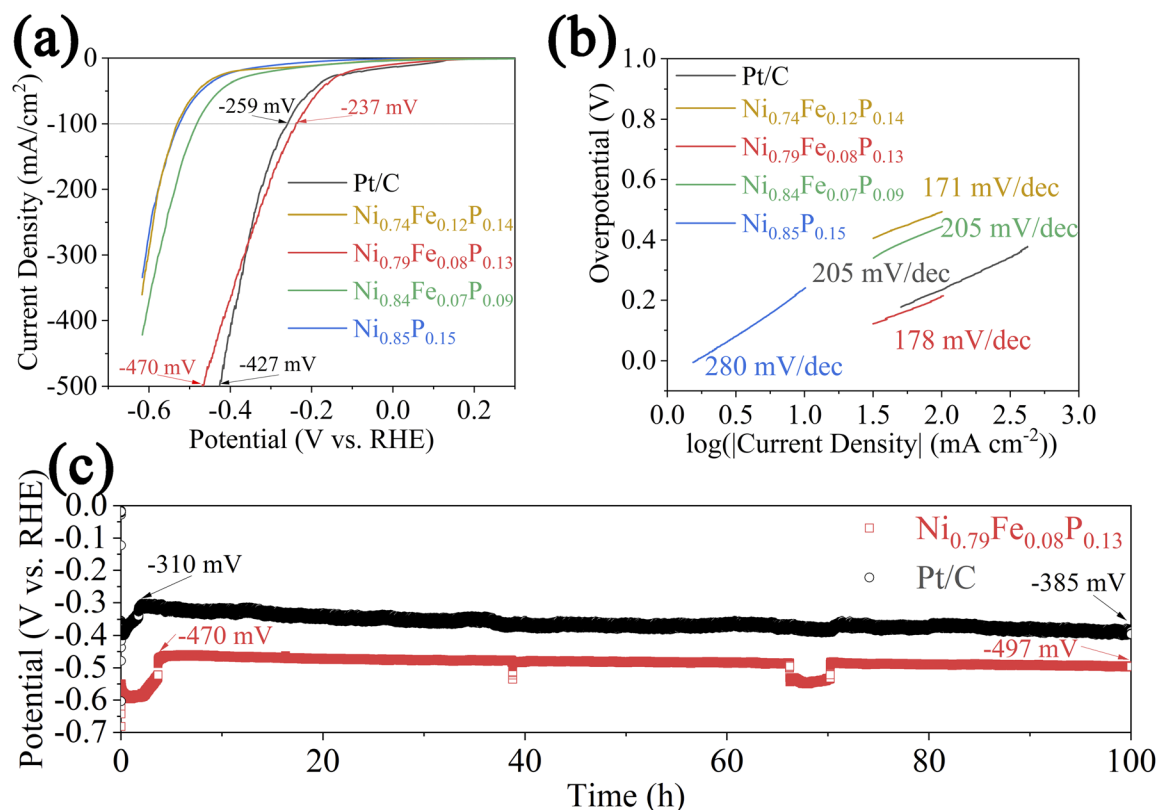 (a)
0
-100
-200
-300
-400
-500
Current Density (mA/cm²)
-259 mV
-237 mV
Pt/C
Ni₀.₇₄Fe₀.₁₂P₀.₁₄
Ni₀.₇₉Fe₀.₀₈P₀.₁₃
Ni₀.₈₄Fe₀.₀₇P₀.₀₉
Ni₀.₈₅P₀.₁₅
-470 mV
-427 mV
-0.6 -0.4 -0.2 0.0 0.2
Potential (V vs. RHE)
(b)
1.0
0.8
0.6
0.4
0.2
0.0
Overpotential (V)
Pt/C
Ni₀.₇₄Fe₀.₁₂P₀.₁₄
Ni₀.₇₉Fe₀.₀₈P₀.₁₃
Ni₀.₈₄Fe₀.₀₇P₀.₀₉
Ni₀.₈₅P₀.₁₅
171 mV/dec
205 mV/dec
205 mV/dec
178 mV/dec
280 mV/dec
0.0 0.5 1.0 1.5 2.0 2.5 3.0
log(|Current Density| (mA cm⁻²))
(c)
0.0
-0.1
-0.2
-0.3
-0.4
-0.5
-0.6
-0.7
Potential (V vs. RHE)
Ni₀.₇₉Fe₀.₀₈P₀.₁₃
Pt/C
-310 mV
-385 mV
-470 mV
-497 mV
0 20 40 60 80 100
Time (h)